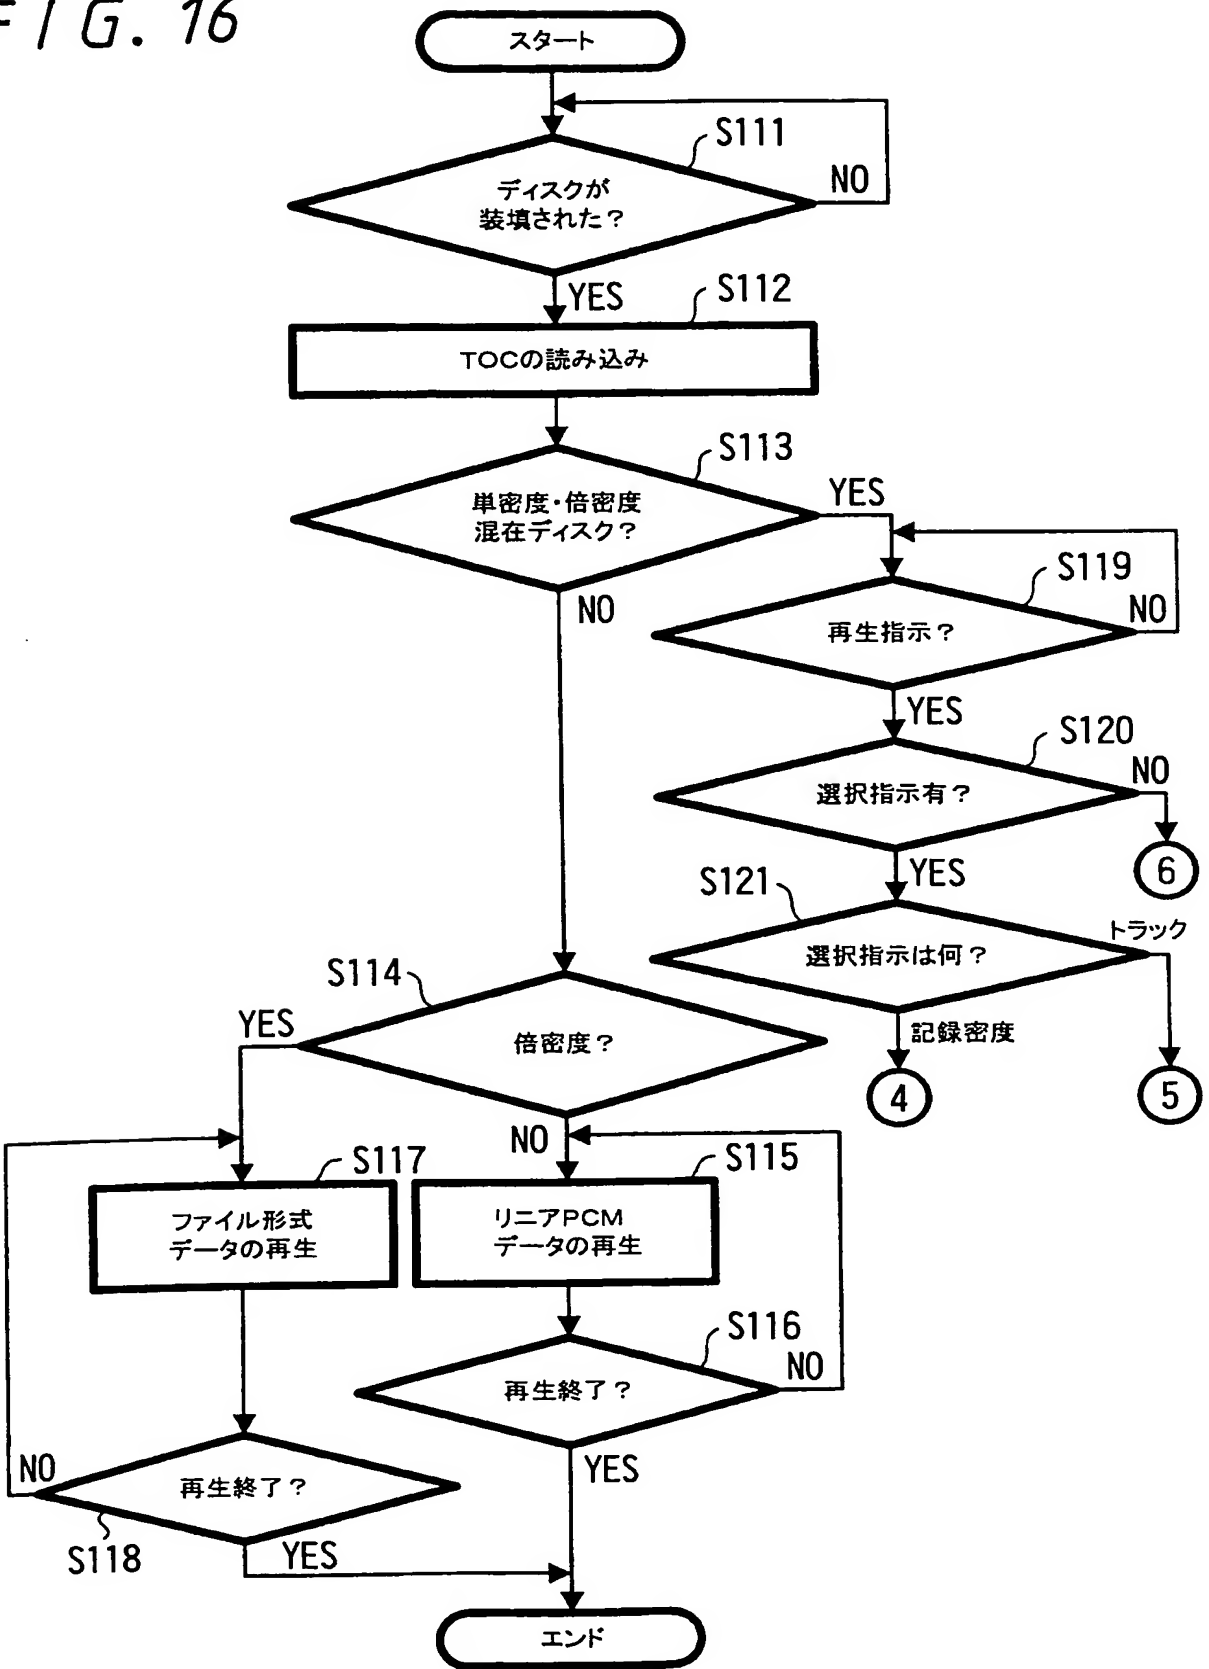 FIG. 16
スタート
S111
ディスクが
装填された?
NO
YES
S112
TOCの読み込み
S113
単密度・倍密度
混在ディスク?
YES
NO
S119
再生指示?
NO
YES
S120
選択指示有?
NO
6
YES
S121
選択指示は何?
トラック
5
記録密度
4
S114
倍密度?
YES
NO
S117
ファイル形式
データの再生
S115
リニアPCM
データの再生
S116
再生終了?
NO
YES
S118
再生終了?
NO
YES
エンド